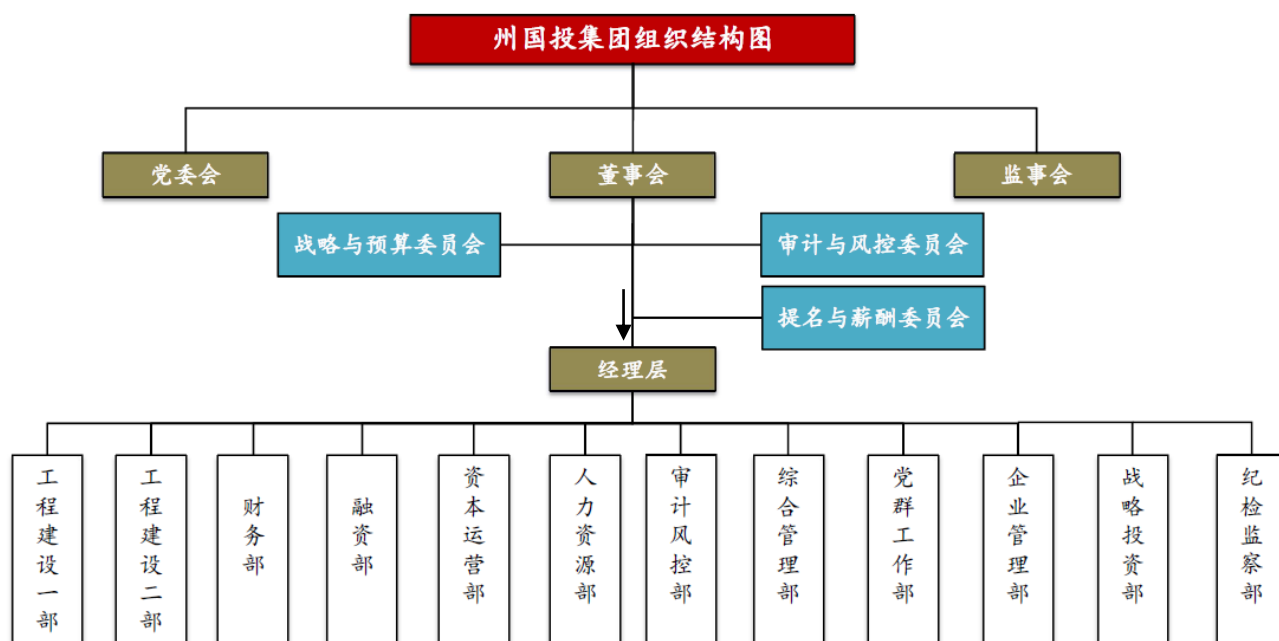 州国投集团组织结构图
党委会
董事会
监事会
战略与预算委员会
审计与风控委员会
提名与薪酬委员会
经理层
工程建设一部
工程建设二部
财务部
融资部
资本运营部
人力资源部
审计风控部
综合管理部
党群工作部
企业管理部
战略投资部
纪检监察部